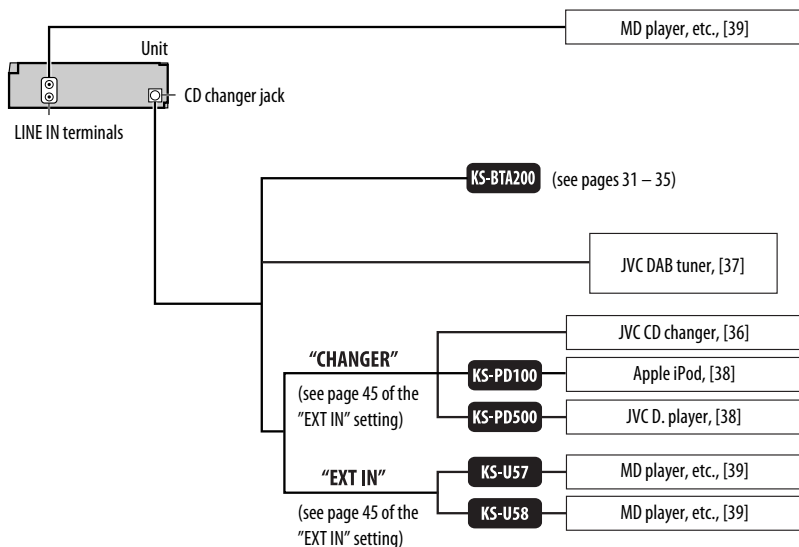 MD player, etc., [39]
Unit
CD changer jack
LINE IN terminals
KS-BTA200 (see pages 31 – 35)
JVC DAB tuner, [37]
JVC CD changer, [36]
“CHANGER”
KS-PD100
Apple iPod, [38]
(see page 45 of the
”EXT IN” setting)
KS-PD500
JVC D. player, [38]
“EXT IN”
KS-U57
MD player, etc., [39]
(see page 45 of the
”EXT IN” setting)
KS-U58
MD player, etc., [39]